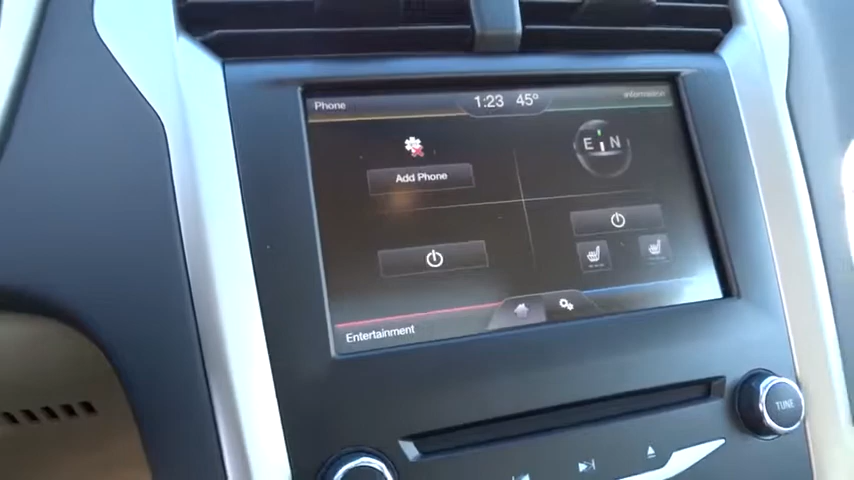 Phone
1:23 45°
Information
Add Phone
E N
Entertainment
TUNE